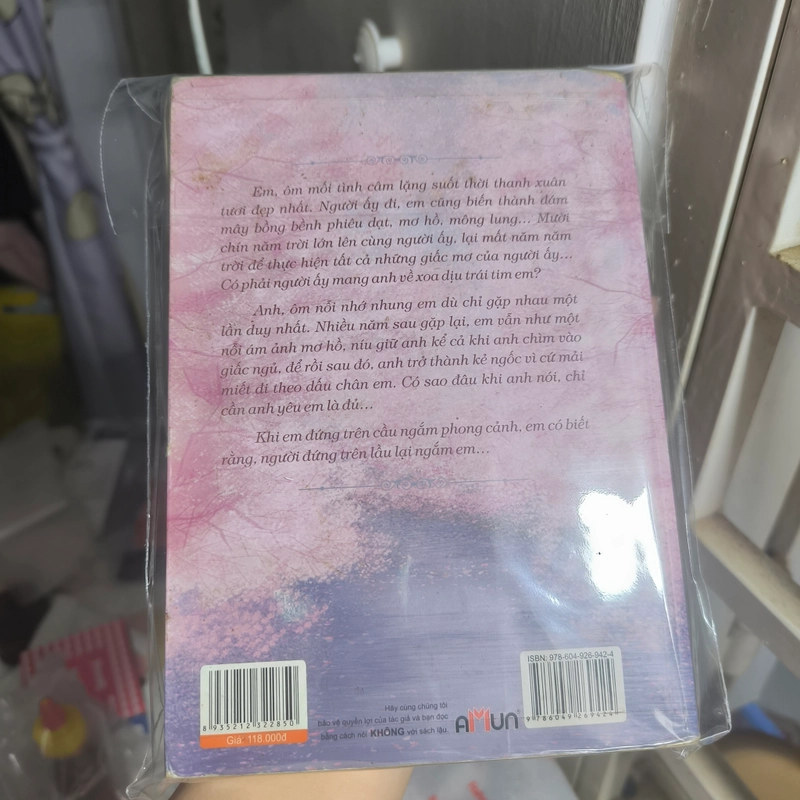 Em, ôm mối tình câm lặng suốt thời thanh xuân
tươi đẹp nhất. Người ấy đi, em cũng biến thành đám
mây bồng bềnh phiêu dạt, mơ hồ, mông lung... Mười
chín năm trời lớn lên cùng người ấy, lại mất năm năm
trời để thực hiện tất cả những giấc mơ của người ấy...
Có phải người ấy mang anh về xoa dịu trái tim em?
Anh, ôm nỗi nhớ nhung em dù chỉ gặp nhau một
lần duy nhất. Nhiều năm sau gặp lại, em vẫn như một
nỗi ám ảnh mơ hồ, níu giữ anh kể cả khi anh chìm vào
giấc ngủ, để rồi sau đó, anh trở thành kẻ ngốc vì cứ mải
miết đi theo dấu chân em. Có sao đâu khi anh nói, chỉ
cần anh yêu em là đủ...
Khi em đứng trên cầu ngắm phong cảnh, em có biết
rằng, người đứng trên lầu lại ngắm em...
8 935212 322850
Giá: 118.000đ
Hãy cùng chúng tôi
bảo vệ quyền lợi của tác giả và bạn đọc
bằng cách nói KHÔNG với sách lậu.
AMUN
ISBN: 978-604-926-942-4
9 786049 269424